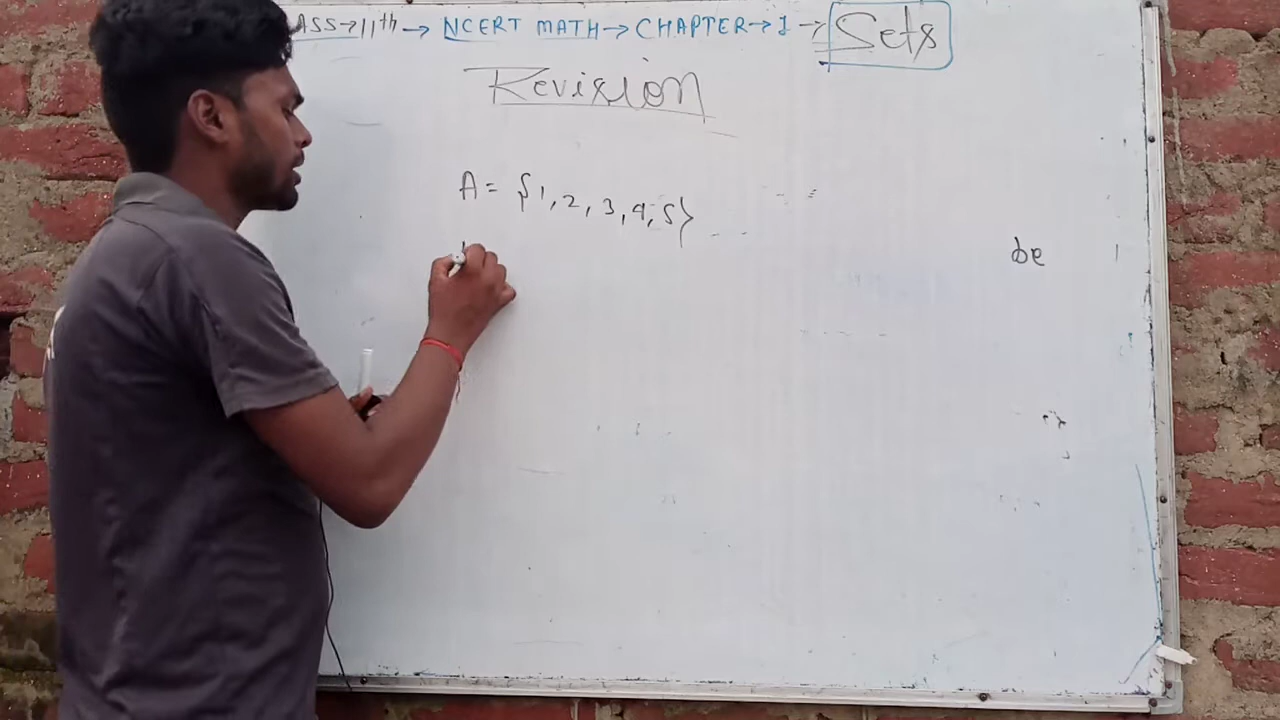 ASS→11th → NCERT MATH → CHAPTER → 1 → Sets
Revision
A = {1, 2, 3, 4, 5}
be